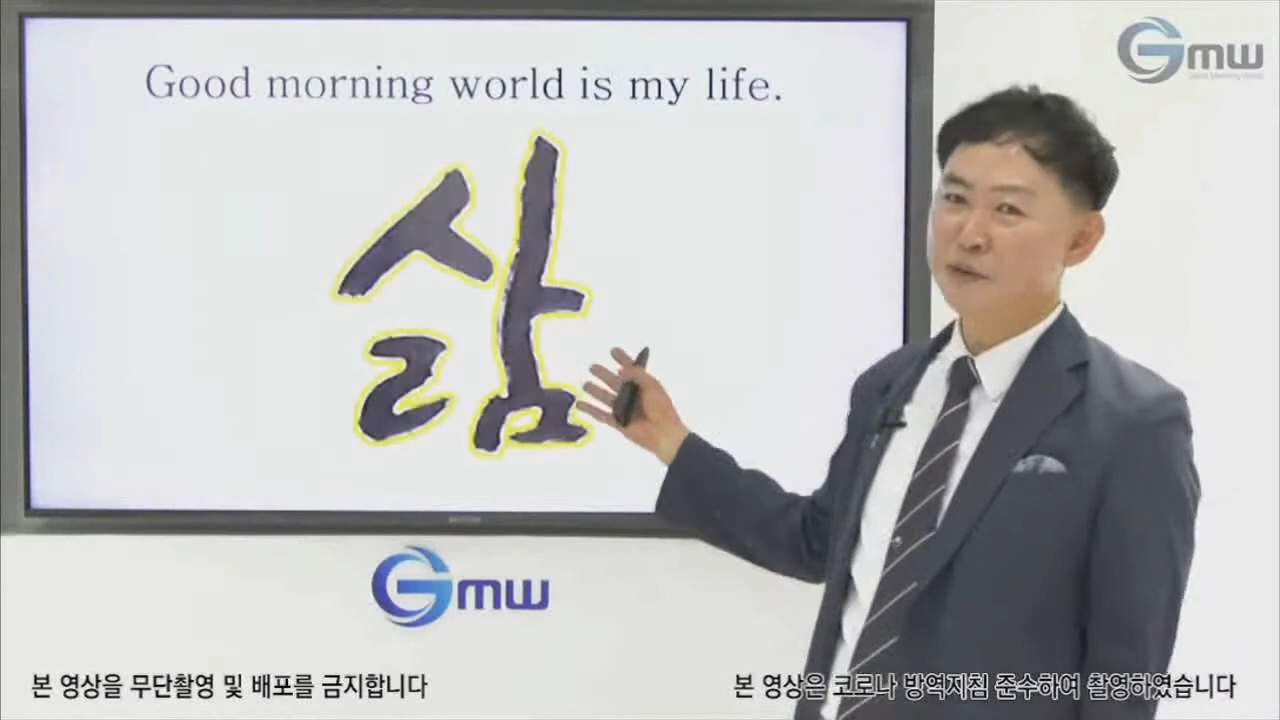 Good morning world is my life.
삶
Gmw
Gmw
본 영상을 무단촬영 및 배포를 금지합니다
본 영상은 코로나 방역지침 준수하여 촬영하였습니다